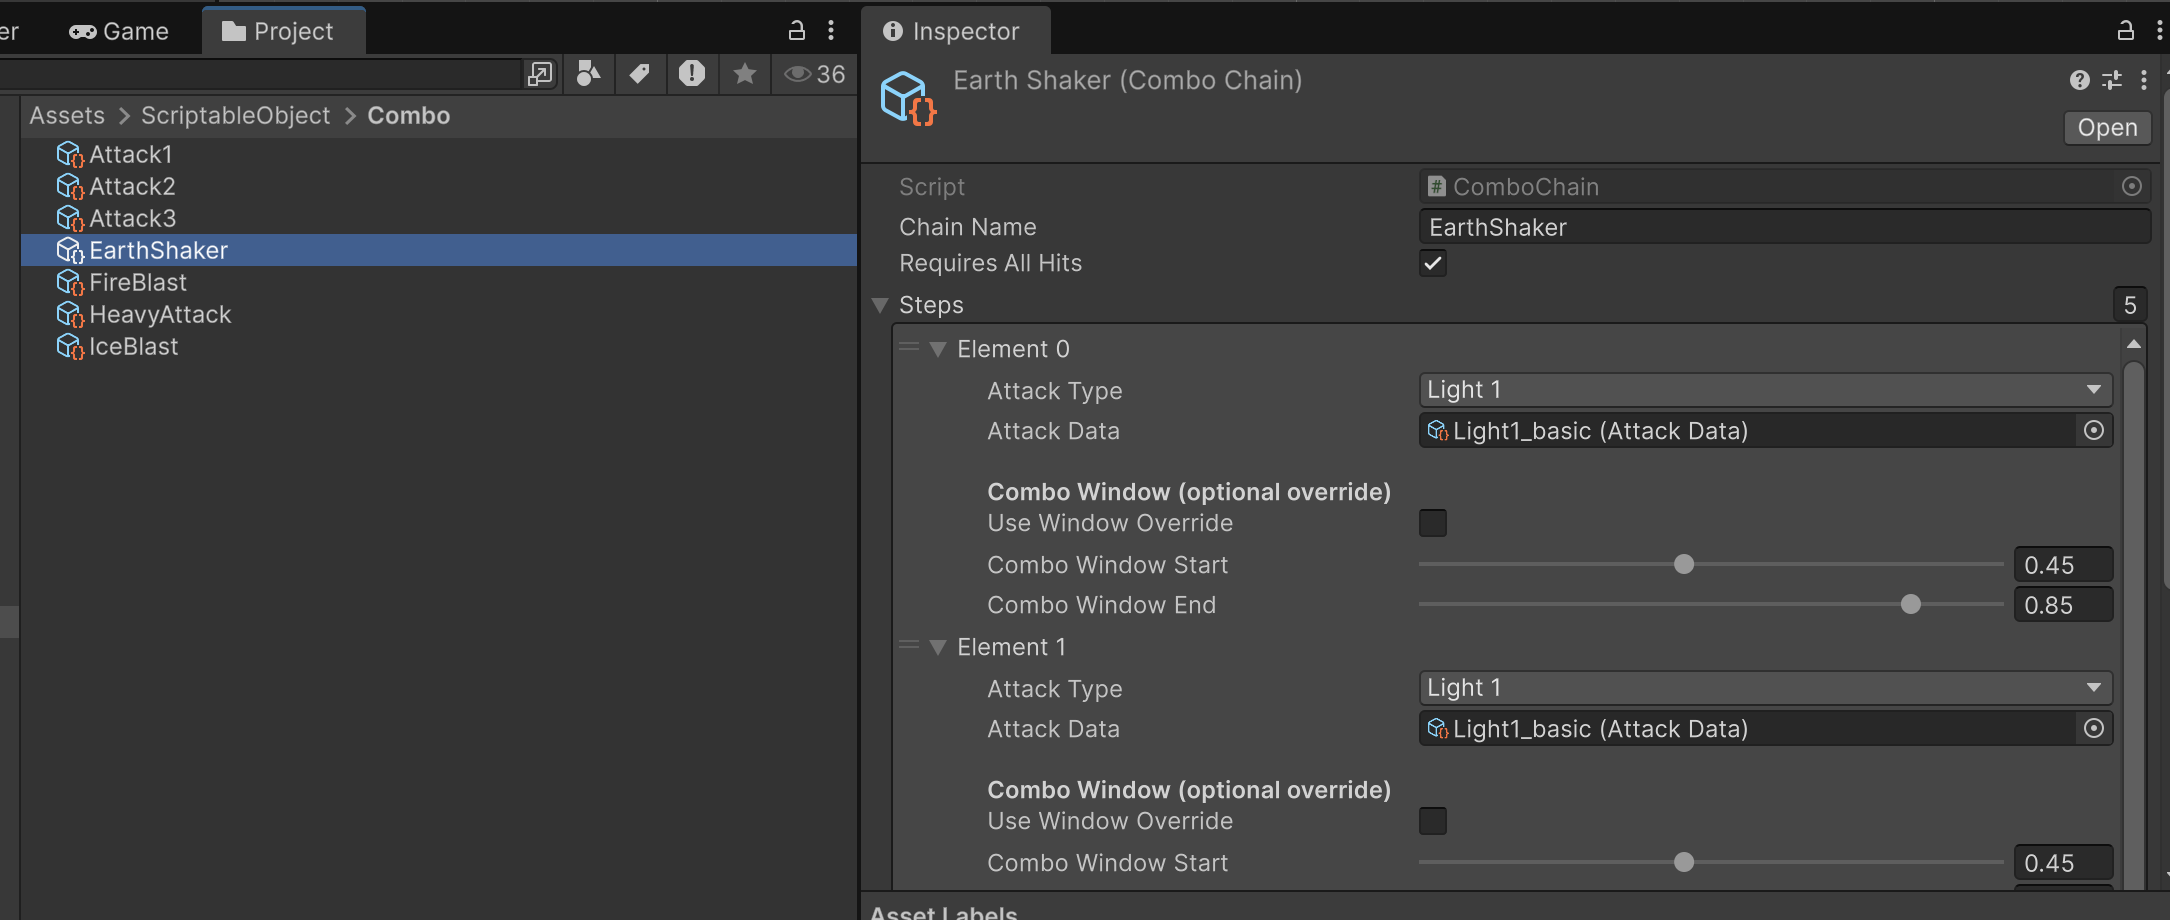 er
Game
Project
36
Assets > ScriptableObject > Combo
Attack1
Attack2
Attack3
EarthShaker
FireBlast
HeavyAttack
IceBlast
Inspector
Earth Shaker (Combo Chain)
Open
Script
# ComboChain
Chain Name
EarthShaker
Requires All Hits
Steps
5
Element 0
Attack Type
Light 1
Attack Data
Light1_basic (Attack Data)
Combo Window (optional override)
Use Window Override
Combo Window Start
0.45
Combo Window End
0.85
Element 1
Attack Type
Light 1
Attack Data
Light1_basic (Attack Data)
Combo Window (optional override)
Use Window Override
Combo Window Start
0.45
Asset Labels